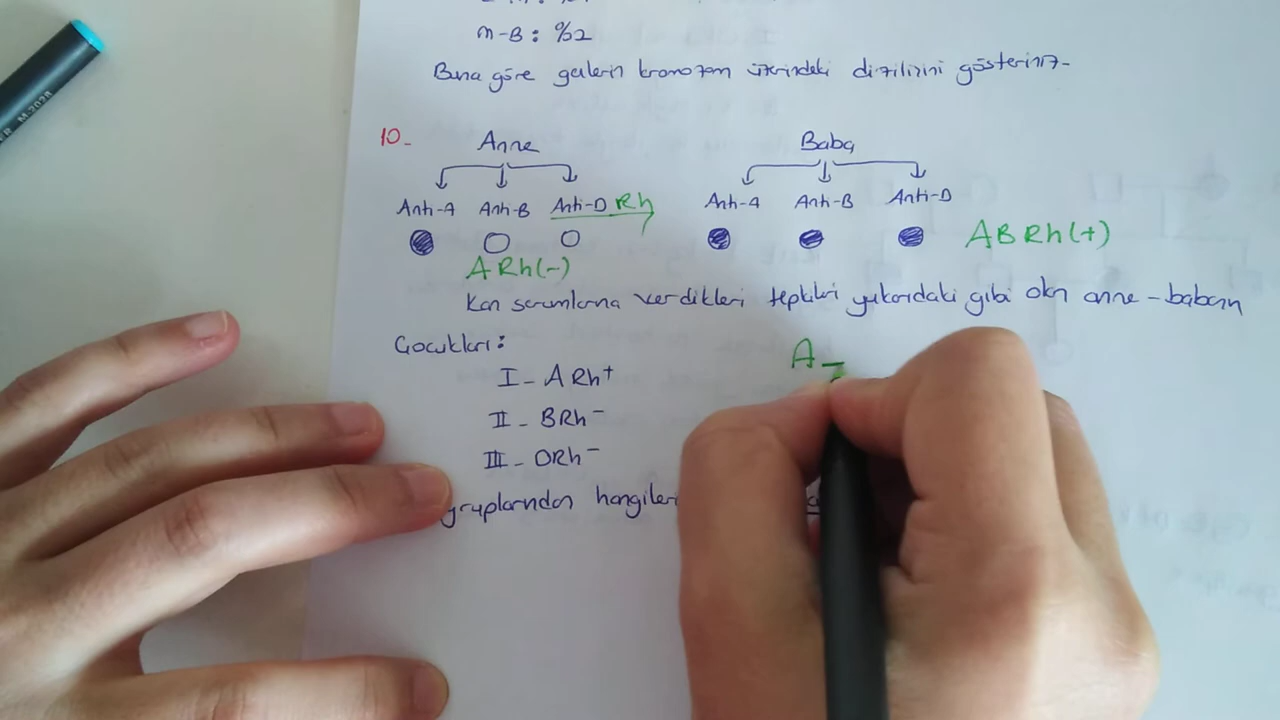 m-B: %2
Buna göre genlerin kromozom üzerindeki dizilişini gösteriniz.
10- Anne Baba
Anti-A Anti-B Anti-D Rh Anti-A Anti-B Anti-D
ABRh(+)
ARh(-)
Kan serumlarına verdikleri tepkileri yukarıdaki gibi olan anne-babanın
Çocukları:
A
I- ARh+
II- BRh-
III- ORh-
gruplarından hangileri